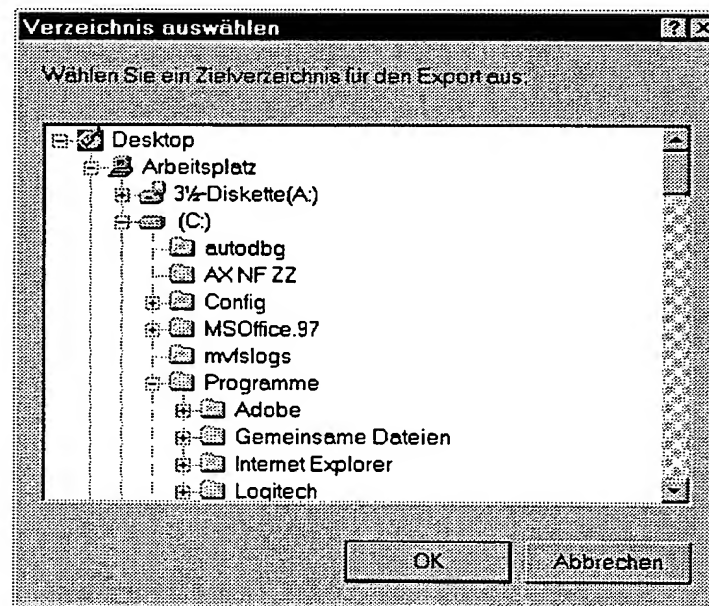 Verzeichnis auswählen
Wählen Sie ein Zielverzeichnis für den Export aus:
Desktop
Arbeitsplatz
3½-Diskette(A:)
(C:)
autodbg
AX NF ZZ
Config
MSOffice.97
mvlslogs
Programme
Adobe
Gemeinsame Dateien
Internet Explorer
Logitech
OK Abbrechen